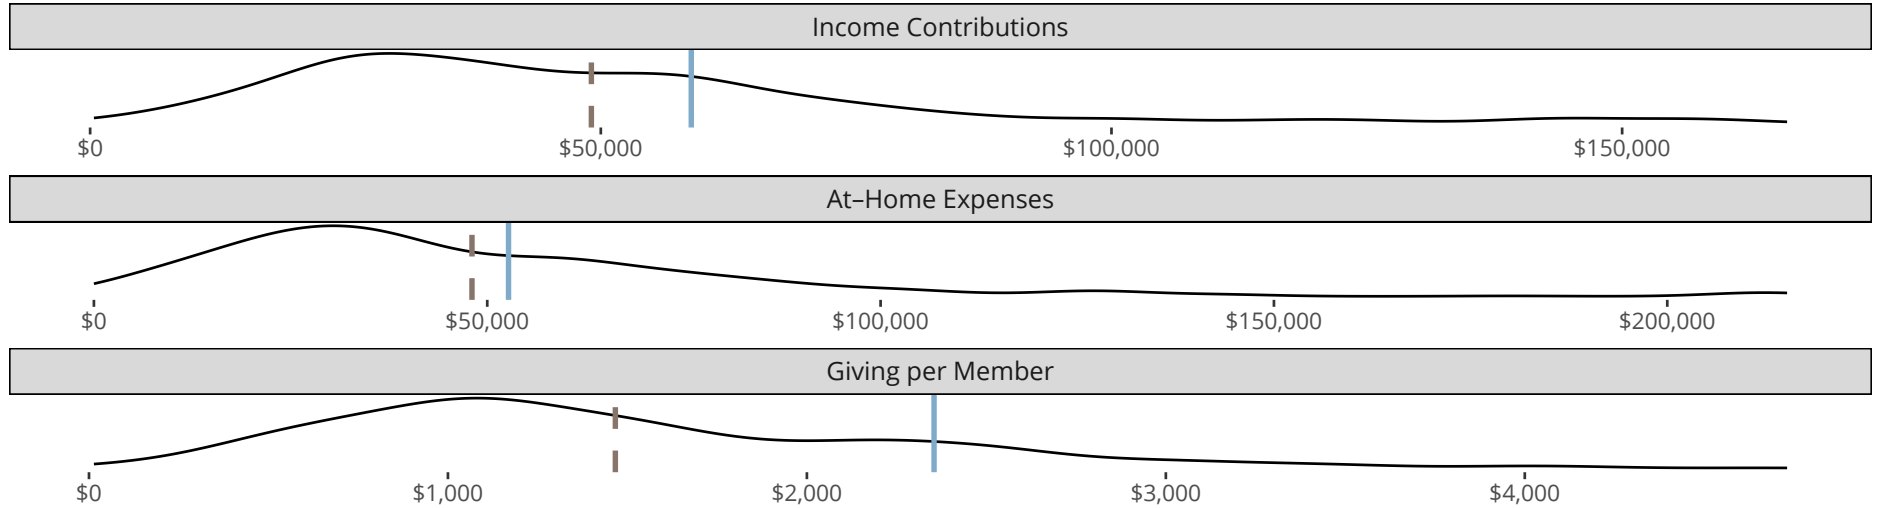 Income Contributions
$0 $50,000 $100,000 $150,000
At–Home Expenses
$0 $50,000 $100,000 $150,000 $200,000
Giving per Member
$0 $1,000 $2,000 $3,000 $4,000